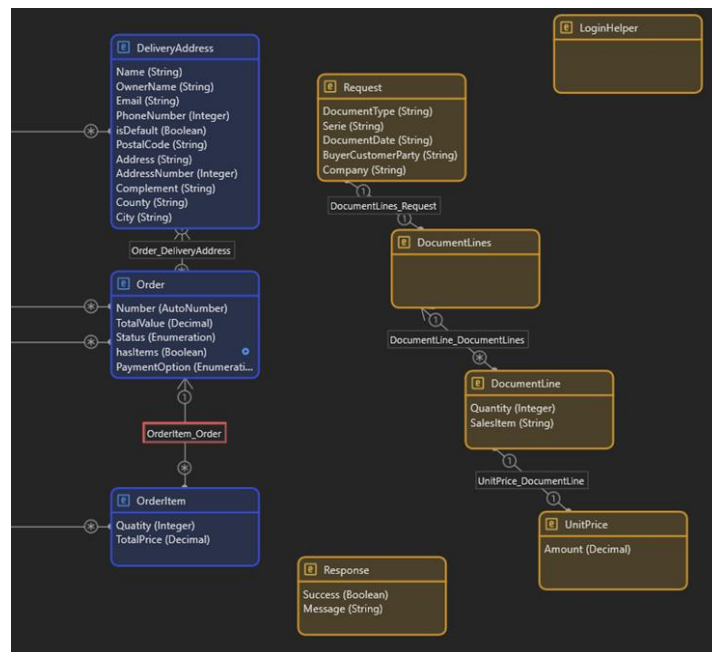 DeliveryAddress
Name (String)
OwnerName (String)
Email (String)
PhoneNumber (Integer)
isDefault (Boolean)
PostalCode (String)
Address (String)
AddressNumber (Integer)
Complement (String)
County (String)
City (String)
Order_DeliveryAddress
1
*
Order
Number (AutoNumber)
TotalValue (Decimal)
Status (Enumeration)
hasItems (Boolean)
PaymentOption (Enumerati...
1
OrderItem_Order
*
OrderItem
Quatity (Integer)
TotalPrice (Decimal)
Request
DocumentType (String)
Serie (String)
DocumentDate (String)
BuyerCustomerParty (String)
Company (String)
1
DocumentLines_Request
1
DocumentLines
1
DocumentLine_DocumentLines
*
DocumentLine
Quantity (Integer)
SalesItem (String)
1
UnitPrice_DocumentLine
1
UnitPrice
Amount (Decimal)
Response
Success (Boolean)
Message (String)
LoginHelper